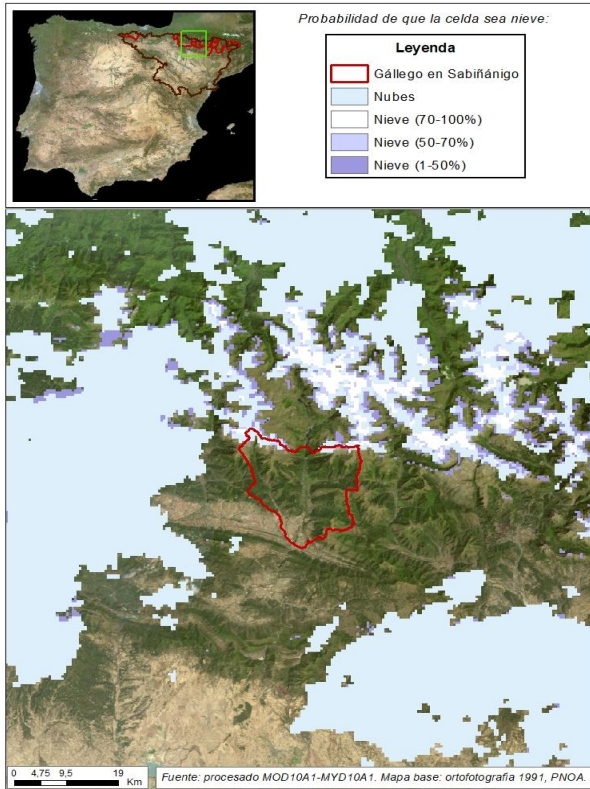 Probabilidad de que la celda sea nieve:
Leyenda
Gállego en Sabiñánigo
Nubes
Nieve (70-100%)
Nieve (50-70%)
Nieve (1-50%)
0 4,75 9,5 19
Km
Fuente: procesado MOD10A1-MYD10A1. Mapa base: ortofotografia 1991, PNOA.